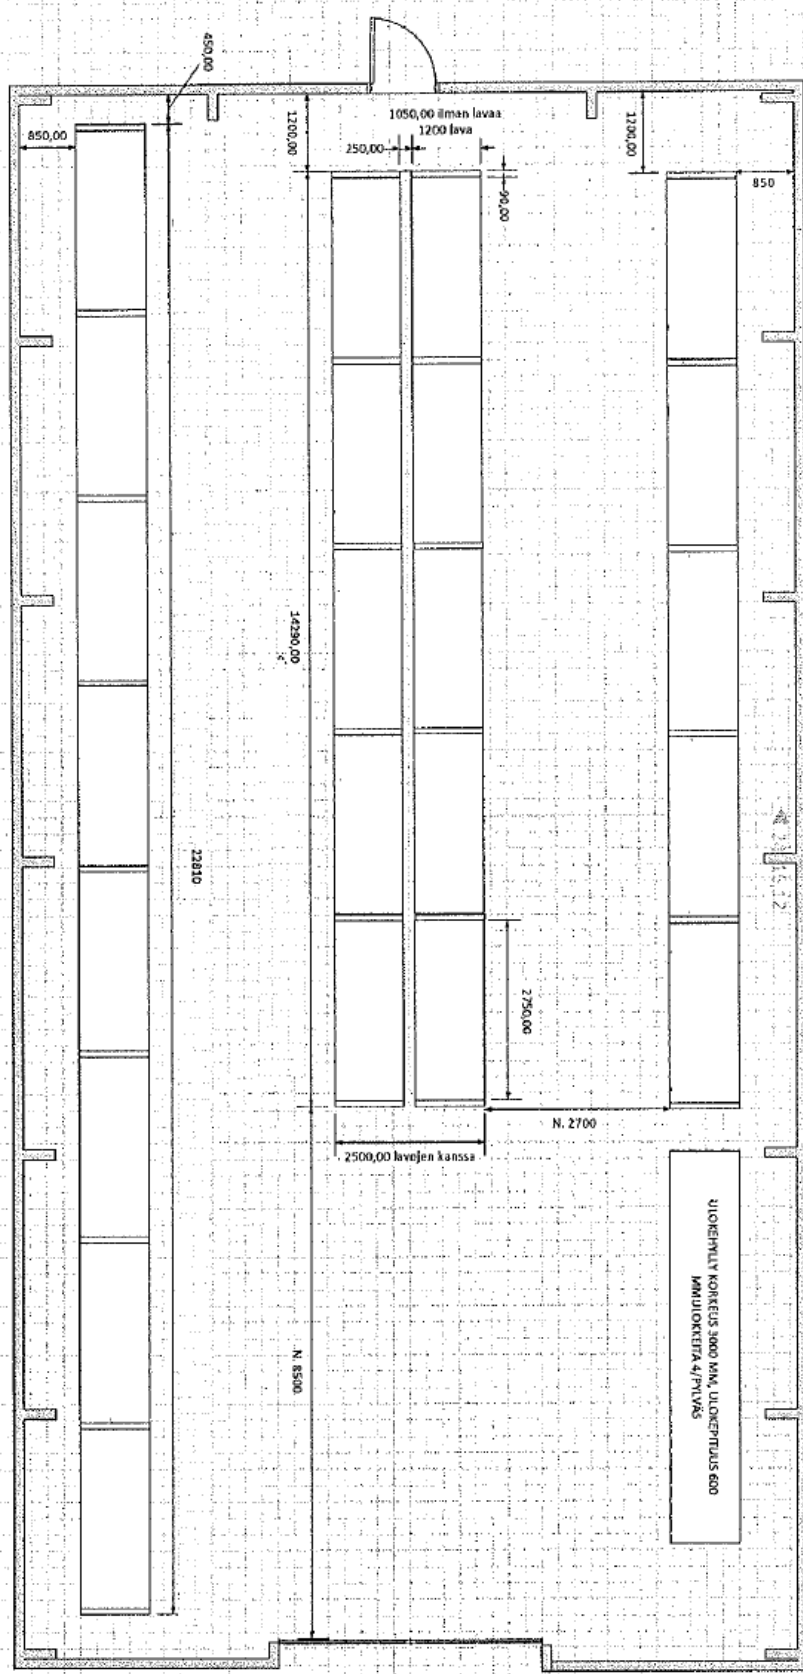 450,00
850,00
1200,00
1050,00 ilman lavaa
1200 lava
250,00
90,00
1200,00
850
14290,00
22810
2750,00
N. 2700
2500,00 lavojen kanssa
N. 8500
ULOKEHYLLY KORKEUS 3000 MM, ULOKEPITUUS 600
MMULOKKEITA 4/PYLVÄS